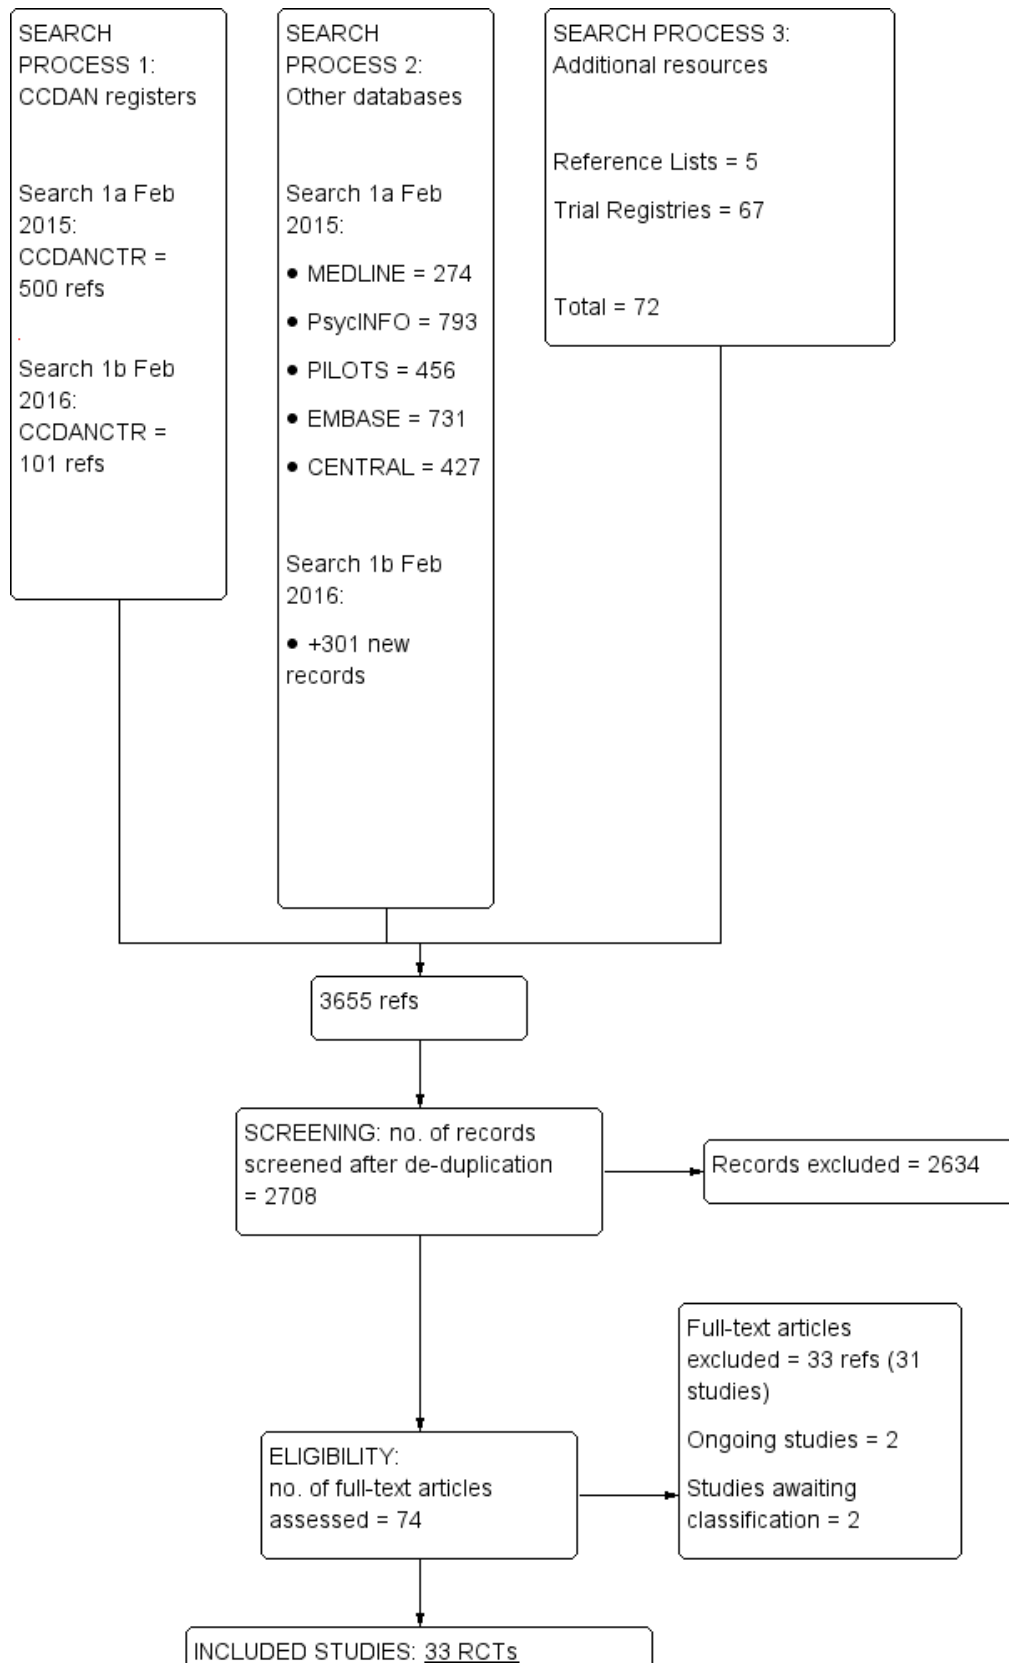 SEARCH
PROCESS 1:
CCDAN registers
Search 1a Feb
2015:
CCDANCTR =
500 refs
Search 1b Feb
2016:
CCDANCTR =
101 refs
SEARCH
PROCESS 2:
Other databases
Search 1a Feb
2015:
● MEDLINE = 274
● PsycINFO = 793
● PILOTS = 456
● EMBASE = 731
● CENTRAL = 427
Search 1b Feb
2016:
● +301 new
records
SEARCH PROCESS 3:
Additional resources
Reference Lists = 5
Trial Registries = 67
Total = 72
3655 refs
SCREENING: no. of records
screened after de-duplication
= 2708
Records excluded = 2634
Full-text articles
excluded = 33 refs (31
studies)
Ongoing studies = 2
Studies awaiting
classification = 2
ELIGIBILITY:
no. of full-text articles
assessed = 74
INCLUDED STUDIES: 33 RCTs